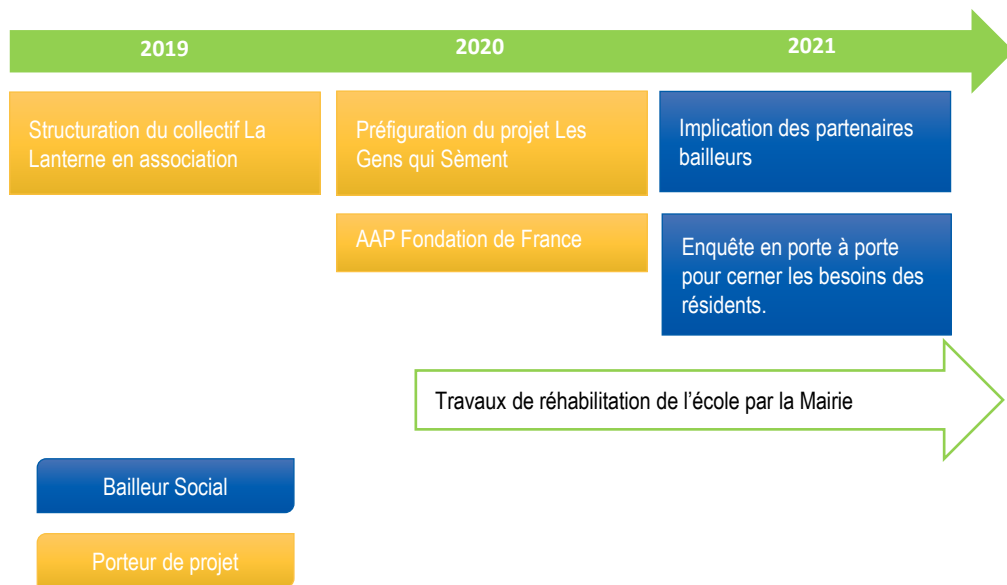 2019
2020
2021
Structuration du collectif La
Lanterne en association
Préfiguration du projet Les
Gens qui Sèment
Implication des partenaires
bailleurs
AAP Fondation de France
Enquête en porte à porte
pour cerner les besoins des
résidents.
Travaux de réhabilitation de l’école par la Mairie
Bailleur Social
Porteur de projet